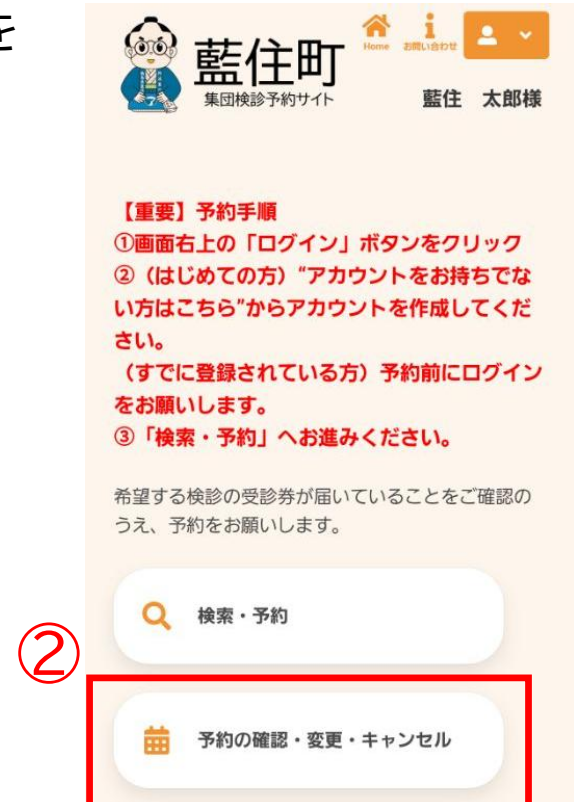 を
藍住町
集団検診予約サイト
Home
お問い合わせ
藍住 太郎様
【重要】予約手順
①画面右上の「ログイン」ボタンをクリック
②（はじめての方）“アカウントをお持ちでな
い方はこちら”からアカウントを作成してくだ
さい。
（すでに登録されている方）予約前にログイン
をお願いします。
③「検索・予約」へお進みください。
希望する検診の受診券が届いていることをご確認の
うえ、予約をお願いします。
検索・予約
②
予約の確認・変更・キャンセル